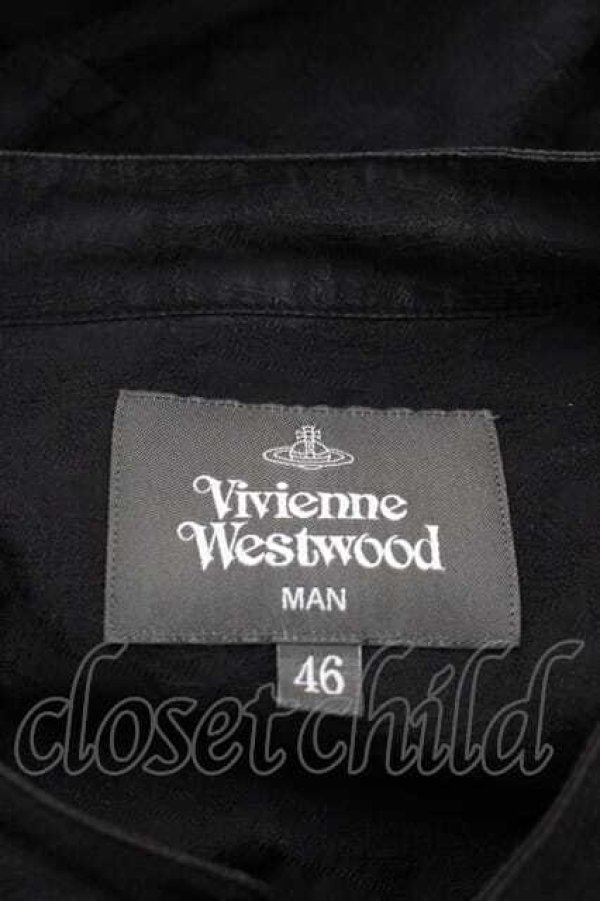 Vivienne
Westwood
MAN
46
closet child